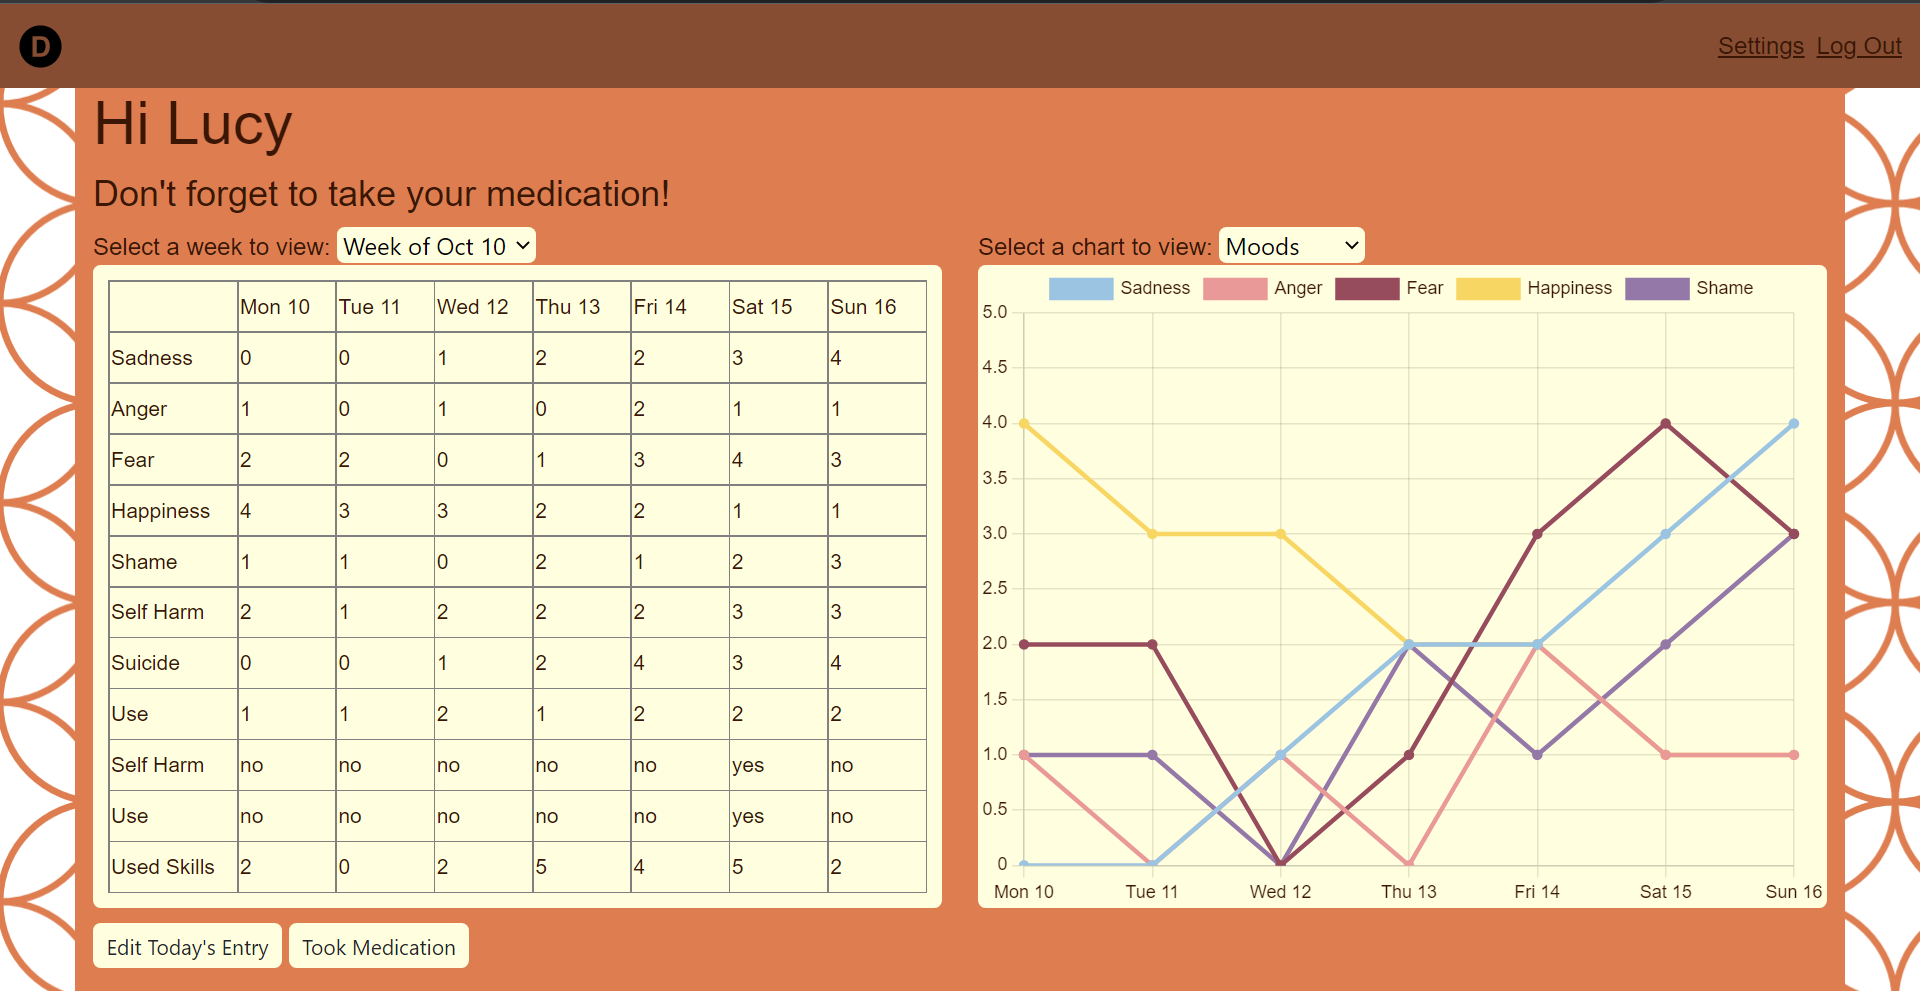 D
Settings Log Out
Hi Lucy
Don't forget to take your medication!
Select a week to view: Week of Oct 10
Mon 10 Tue 11 Wed 12 Thu 13 Fri 14 Sat 15 Sun 16
Sadness 0 0 1 2 2 3 4
Anger 1 0 1 0 2 1 1
Fear 2 2 0 1 3 4 3
Happiness 4 3 3 2 2 1 1
Shame 1 1 0 2 1 2 3
Self Harm 2 1 2 2 2 3 3
Suicide 0 0 1 2 4 3 4
Use 1 1 2 1 2 2 2
Self Harm no no no no no yes no
Use no no no no no yes no
Used Skills 2 0 2 5 4 5 2
Select a chart to view: Moods
Sadness Anger Fear Happiness Shame
5.0
4.5
4.0
3.5
3.0
2.5
2.0
1.5
1.0
0.5
0
Mon 10 Tue 11 Wed 12 Thu 13 Fri 14 Sat 15 Sun 16
Edit Today's Entry Took Medication